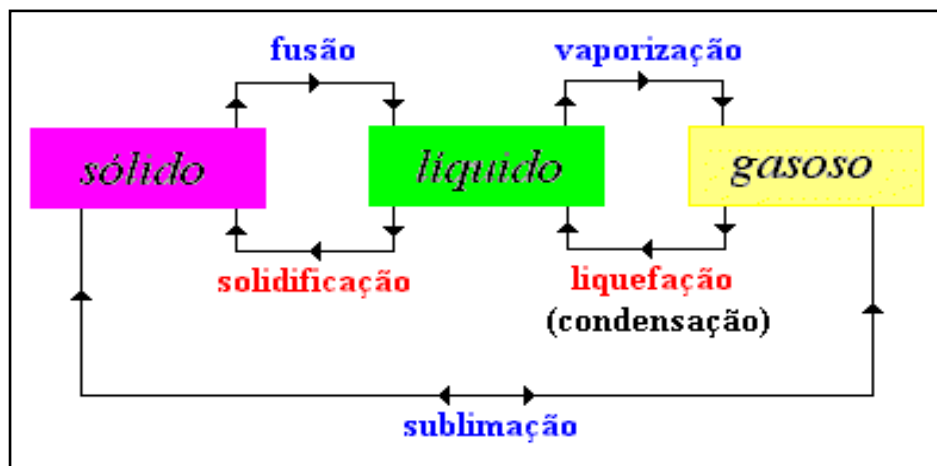 fusão
vaporização
sólido
líquido
gasoso
solidificação
liquefação
(condensação)
sublimação